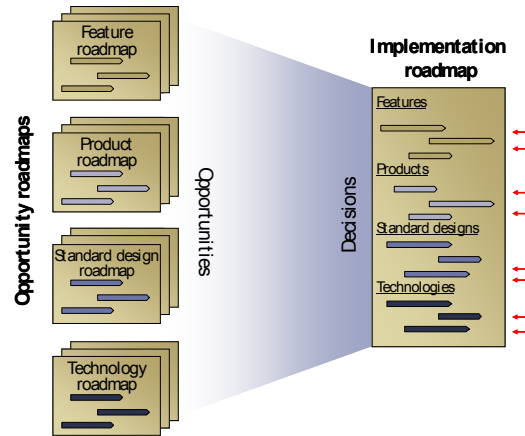 Opportunity roadmaps
Feature
roadmap
Product
roadmap
Standard design
roadmap
Technology
roadmap
Opportunities
Decisions
Implementation
roadmap
Features
Products
Standard designs
Technologies